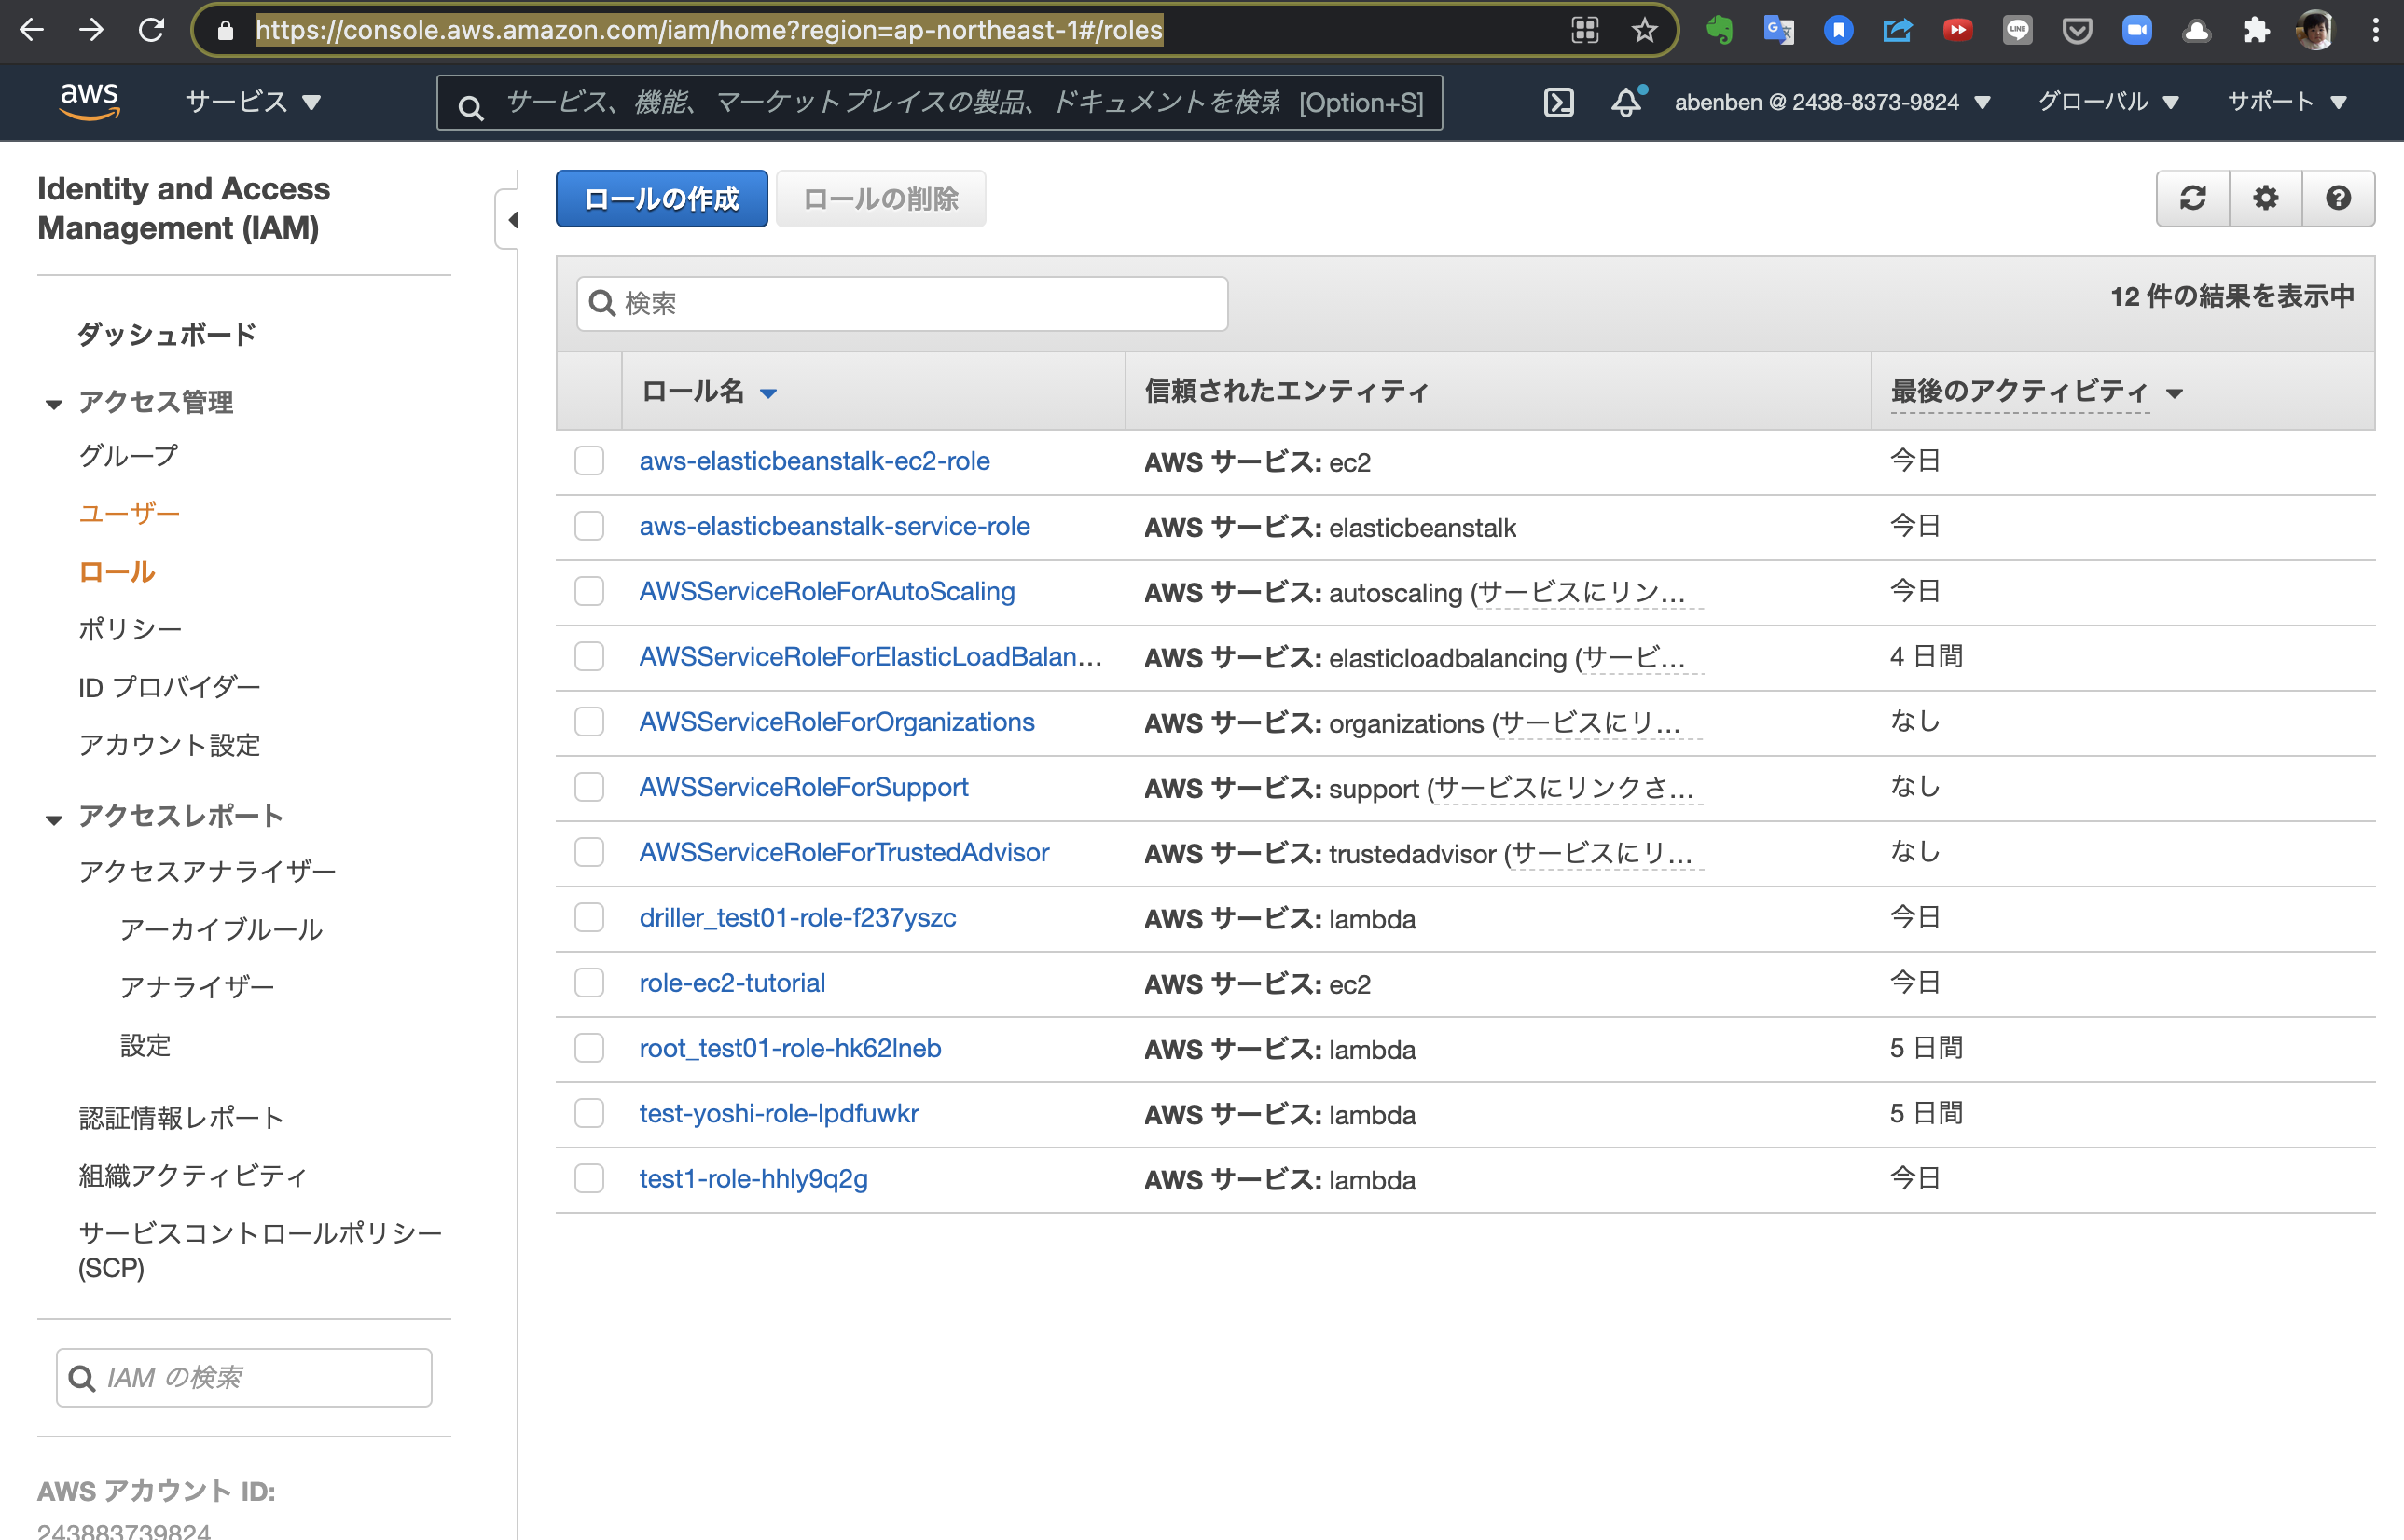 https://console.aws.amazon.com/iam/home?region=ap-northeast-1#/roles
aws サービス サービス、機能、マーケットプレイスの製品、ドキュメントを検索 [Option+S] abenben @ 2438-8373-9824 グローバル サポート
Identity and Access
Management (IAM)
ダッシュボード
アクセス管理
グループ
ユーザー
ロール
ポリシー
ID プロバイダー
アカウント設定
アクセスレポート
アクセスアナライザー
アーカイブルール
アナライザー
設定
認証情報レポート
組織アクティビティ
サービスコントロールポリシー
(SCP)
IAM の検索
AWS アカウント ID:
243883739824
ロールの作成 ロールの削除
検索 12 件の結果を表示中
ロール名 信頼されたエンティティ 最後のアクティビティ
aws-elasticbeanstalk-ec2-role AWS サービス: ec2 今日
aws-elasticbeanstalk-service-role AWS サービス: elasticbeanstalk 今日
AWSServiceRoleForAutoScaling AWS サービス: autoscaling (サービスにリン… 今日
AWSServiceRoleForElasticLoadBalan… AWS サービス: elasticloadbalancing (サービ… 4 日間
AWSServiceRoleForOrganizations AWS サービス: organizations (サービスにリ… なし
AWSServiceRoleForSupport AWS サービス: support (サービスにリンクさ… なし
AWSServiceRoleForTrustedAdvisor AWS サービス: trustedadvisor (サービスにリ… なし
driller_test01-role-f237yszc AWS サービス: lambda 今日
role-ec2-tutorial AWS サービス: ec2 今日
root_test01-role-hk62lneb AWS サービス: lambda 5 日間
test-yoshi-role-lpdfuwkr AWS サービス: lambda 5 日間
test1-role-hhly9q2g AWS サービス: lambda 今日